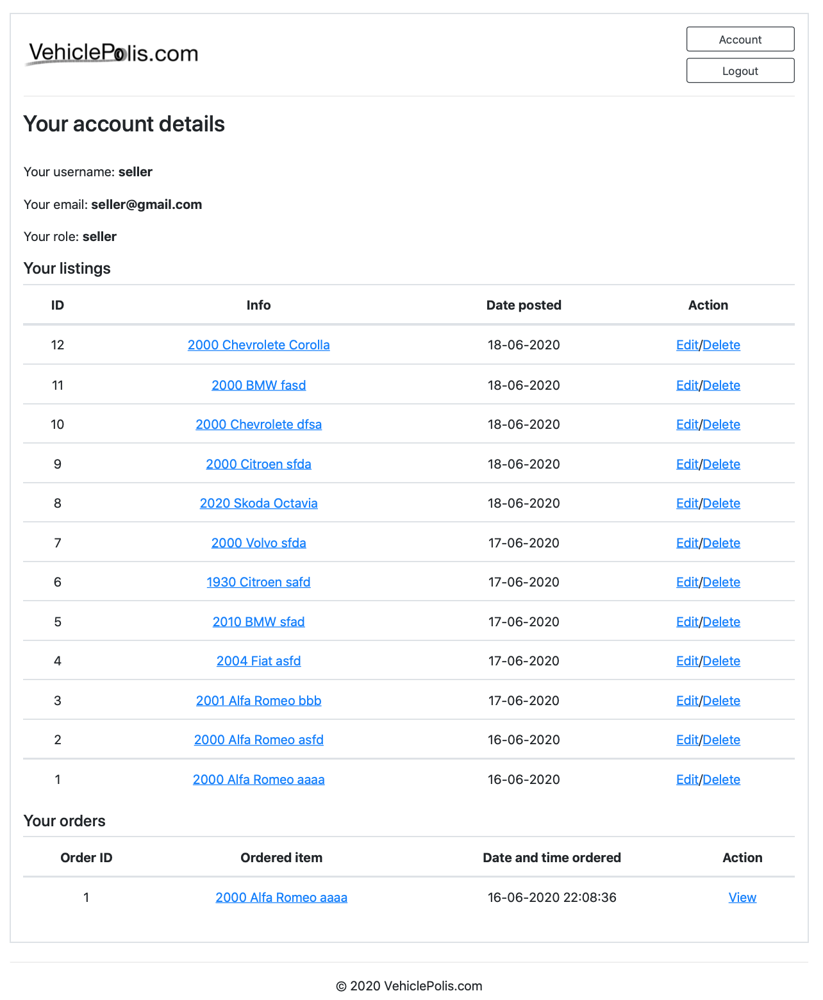 VehiclePolis.com
Account
Logout
Your account details
Your username: seller
Your email: seller@gmail.com
Your role: seller
Your listings
ID Info Date posted Action
12 2000 Chevrolete Corolla 18-06-2020 Edit/Delete
11 2000 BMW fasd 18-06-2020 Edit/Delete
10 2000 Chevrolete dfsa 18-06-2020 Edit/Delete
9 2000 Citroen sfda 18-06-2020 Edit/Delete
8 2020 Skoda Octavia 18-06-2020 Edit/Delete
7 2000 Volvo sfda 17-06-2020 Edit/Delete
6 1930 Citroen safd 17-06-2020 Edit/Delete
5 2010 BMW sfad 17-06-2020 Edit/Delete
4 2004 Fiat asfd 17-06-2020 Edit/Delete
3 2001 Alfa Romeo bbb 17-06-2020 Edit/Delete
2 2000 Alfa Romeo asfd 16-06-2020 Edit/Delete
1 2000 Alfa Romeo aaaa 16-06-2020 Edit/Delete
Your orders
Order ID Ordered item Date and time ordered Action
1 2000 Alfa Romeo aaaa 16-06-2020 22:08:36 View
© 2020 VehiclePolis.com